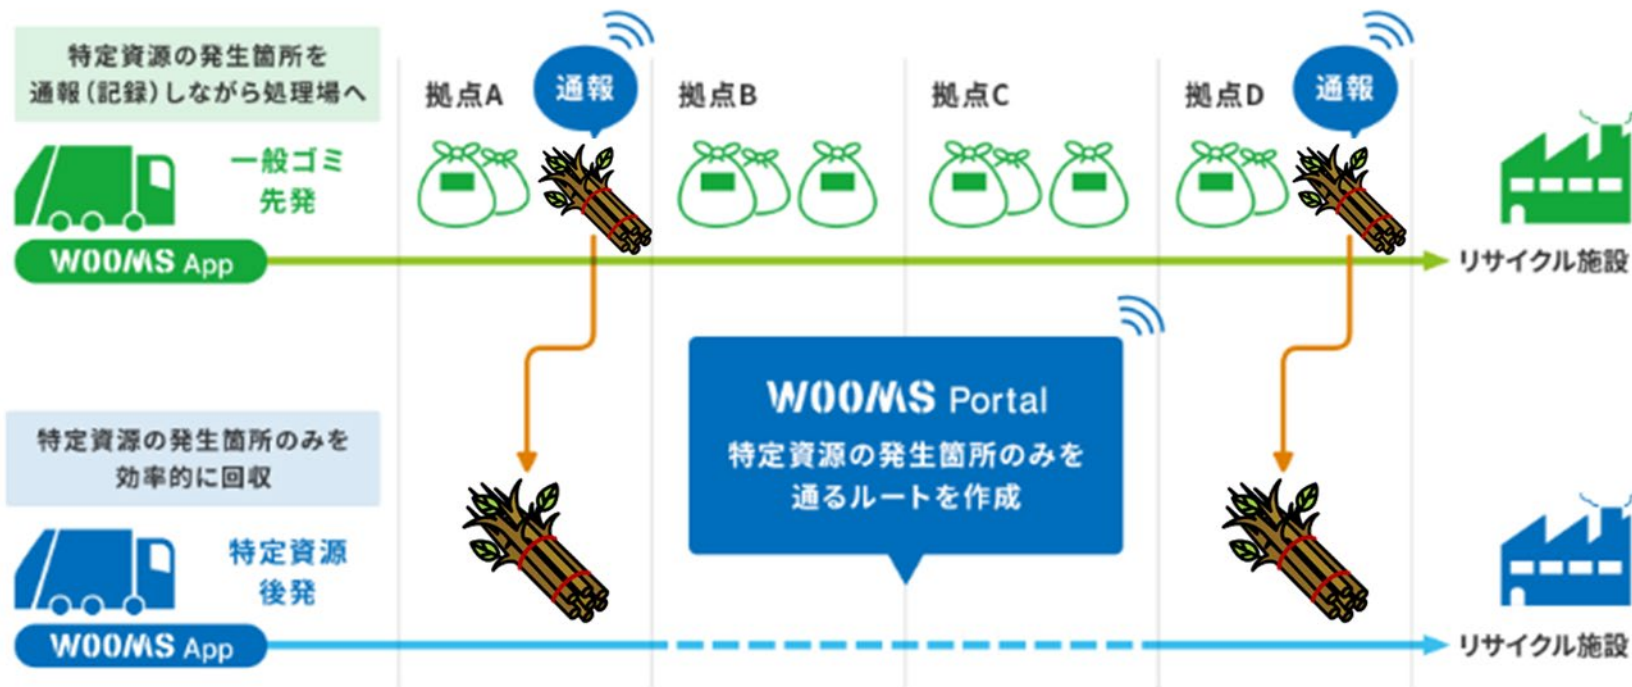 特定資源の発生箇所を
通報(記録)しながら処理場へ
一般ゴミ
先発
WOOMS App
拠点A
通報
拠点B
拠点C
拠点D
通報
リサイクル施設
WOOMS Portal
特定資源の発生箇所のみを
通るルートを作成
特定資源の発生箇所のみを
効率的に回収
特定資源
後発
WOOMS App
リサイクル施設